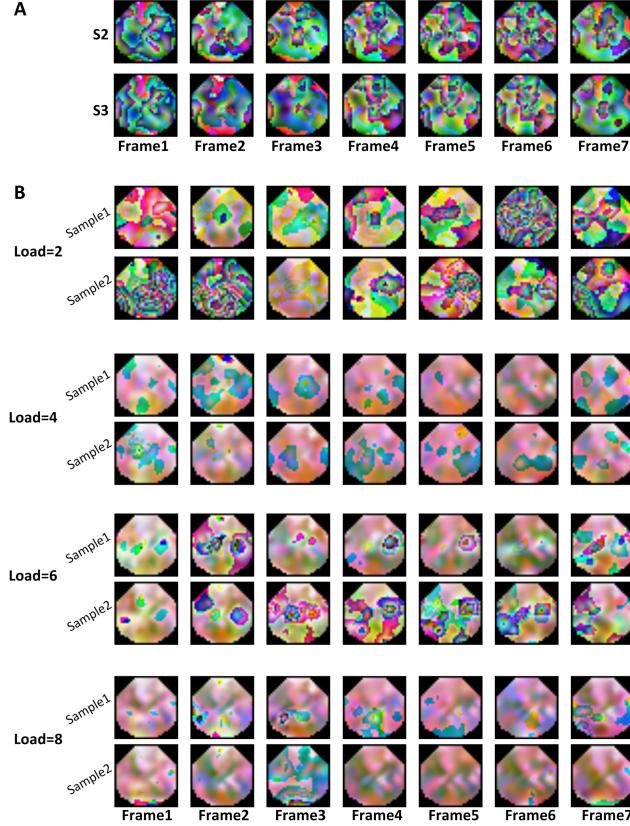 A
S2
S3
Frame1 Frame2 Frame3 Frame4 Frame5 Frame6 Frame7
B
Load=2
Sample1
Sample2
Load=4
Sample1
Sample2
Load=6
Sample1
Sample2
Load=8
Sample1
Sample2
Frame1 Frame2 Frame3 Frame4 Frame5 Frame6 Frame7